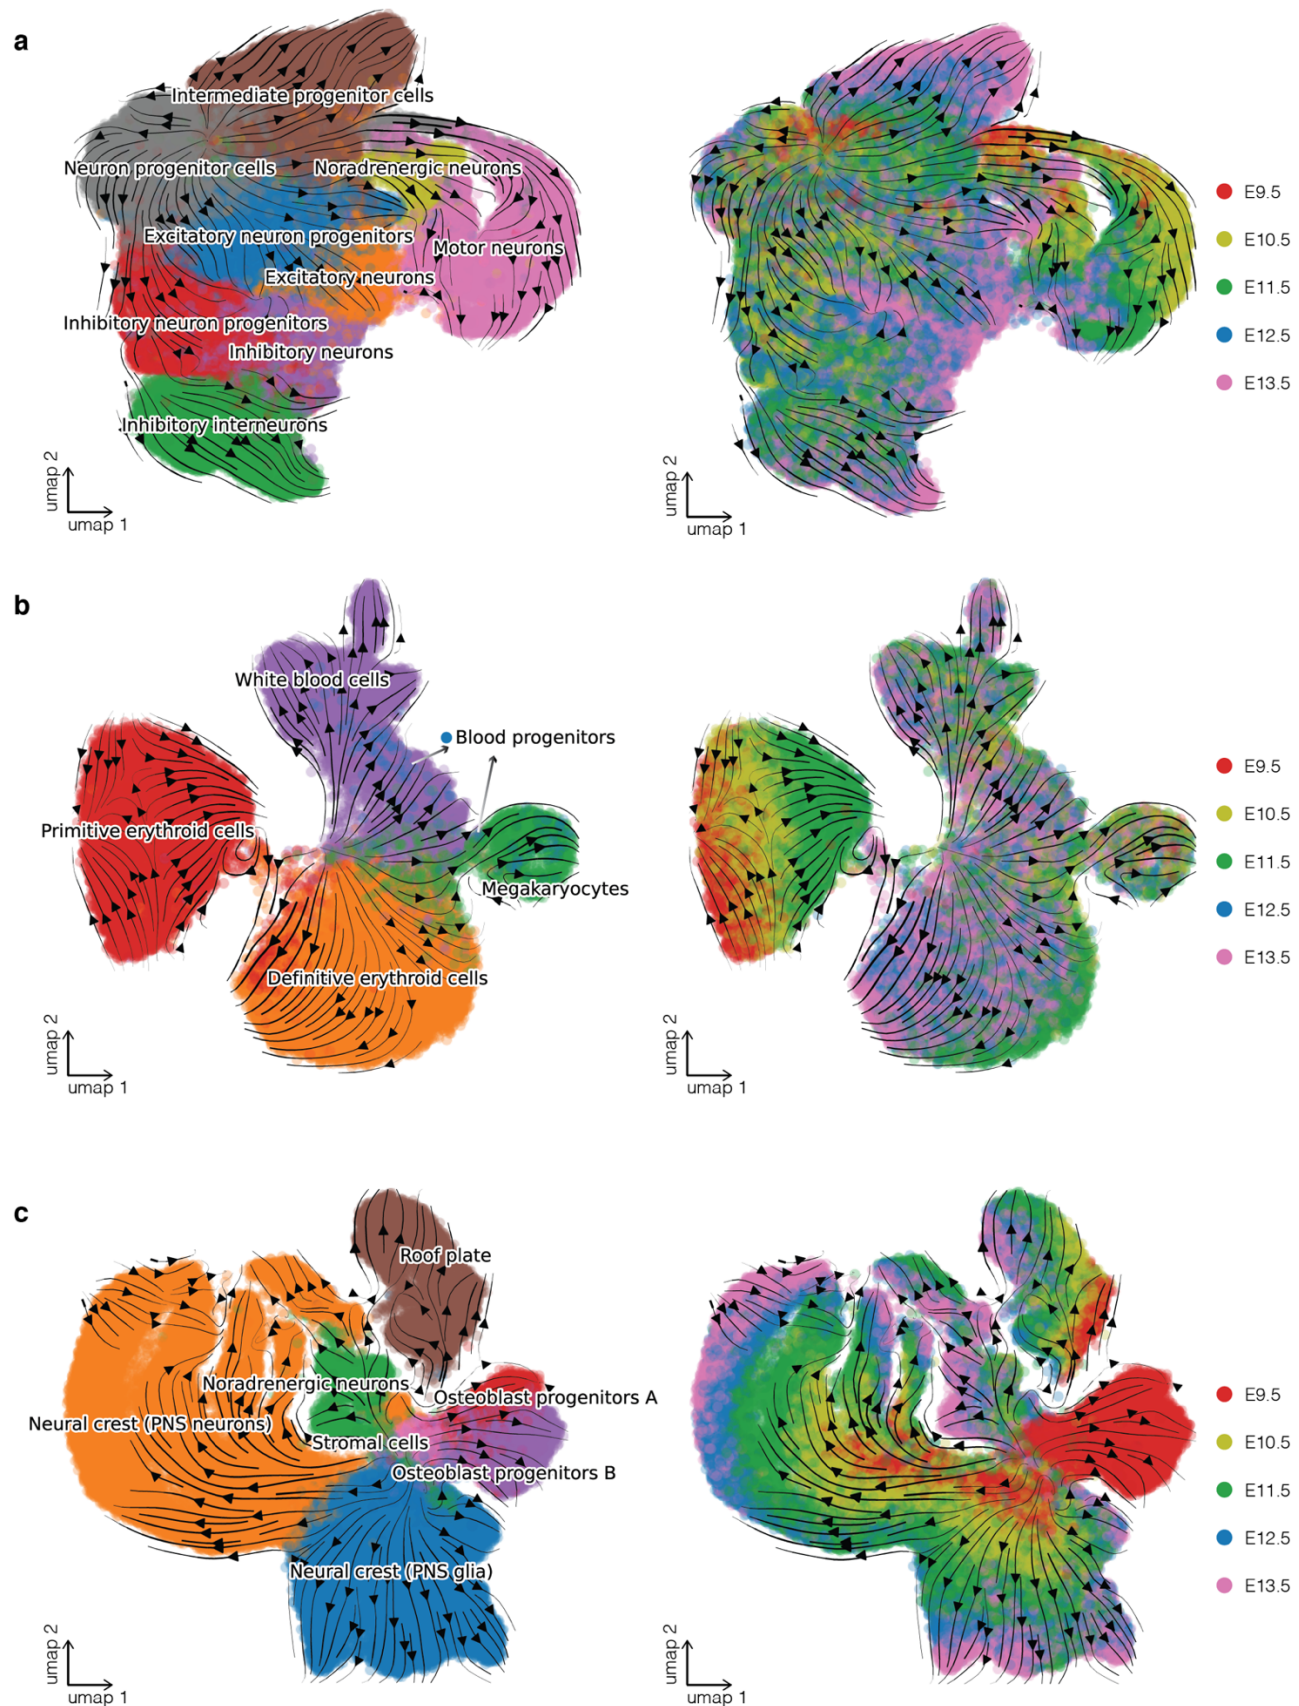 a
Intermediate progenitor cells
Neuron progenitor cells
Noradrenergic neurons
Excitatory neuron progenitors
Motor neurons
Excitatory neurons
Inhibitory neuron progenitors
Inhibitory neurons
Inhibitory interneurons
umap 2
umap 1
umap 2
umap 1
E9.5
E10.5
E11.5
E12.5
E13.5
b
White blood cells
Blood progenitors
Primitive erythroid cells
Megakaryocytes
Definitive erythroid cells
umap 2
umap 1
umap 2
umap 1
E9.5
E10.5
E11.5
E12.5
E13.5
c
Roof plate
Noradrenergic neurons
Osteoblast progenitors A
Neural crest (PNS neurons)
Stromal cells
Osteoblast progenitors B
Neural crest (PNS glia)
umap 2
umap 1
umap 2
umap 1
E9.5
E10.5
E11.5
E12.5
E13.5